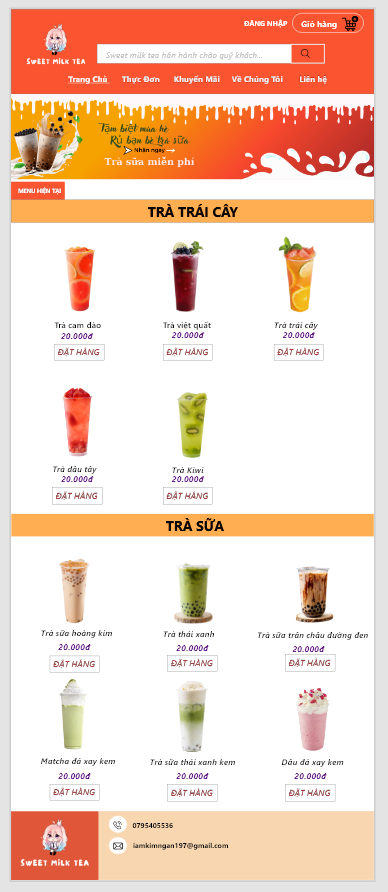 ĐĂNG NHẬP
Giỏ hàng
SWEET MILK TEA
Sweet milk tea hân hành chào quý khách...
Trang Chủ
Thực Đơn
Khuyến Mãi
Về Chúng Tôi
Liên hệ
Tạm biệt mùa hè
Rủ bạn bè trà sữa
Nhận ngay
Trà sữa miễn phí
MENU HIỆN TẠI
TRÀ TRÁI CÂY
Trà cam đào
Trà việt quất
Trà trái cây
20.000đ
20.000đ
20.000đ
ĐẶT HÀNG
ĐẶT HÀNG
ĐẶT HÀNG
Trà dâu tây
Trà Kiwi
20.000đ
20.000đ
ĐẶT HÀNG
ĐẶT HÀNG
TRÀ SỮA
Trà sữa hoàng kim
Trà thái xanh
Trà sữa trân châu đường đen
20.000đ
20.000đ
20.000đ
ĐẶT HÀNG
ĐẶT HÀNG
ĐẶT HÀNG
Matcha đá xay kem
Trà sữa thái xanh kem
Dâu đá xay kem
20.000đ
20.000đ
20.000đ
ĐẶT HÀNG
ĐẶT HÀNG
ĐẶT HÀNG
SWEET MILK TEA
0795405536
iamkimngan197@gmail.com